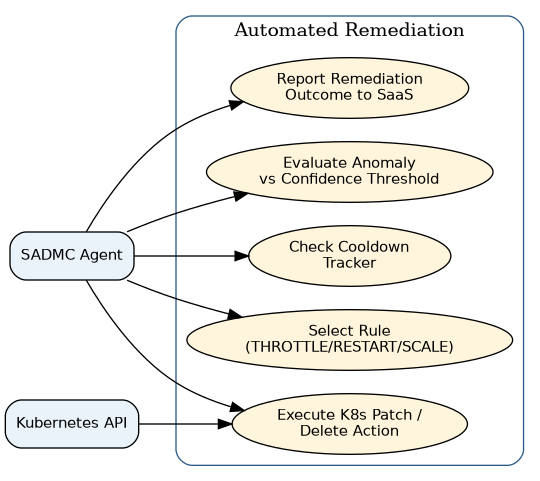 Automated Remediation
Report Remediation
Outcome to SaaS
Evaluate Anomaly
vs Confidence Threshold
SADMC Agent
Check Cooldown
Tracker
Select Rule
(THROTTLE/RESTART/SCALE)
Kubernetes API
Execute K8s Patch /
Delete Action